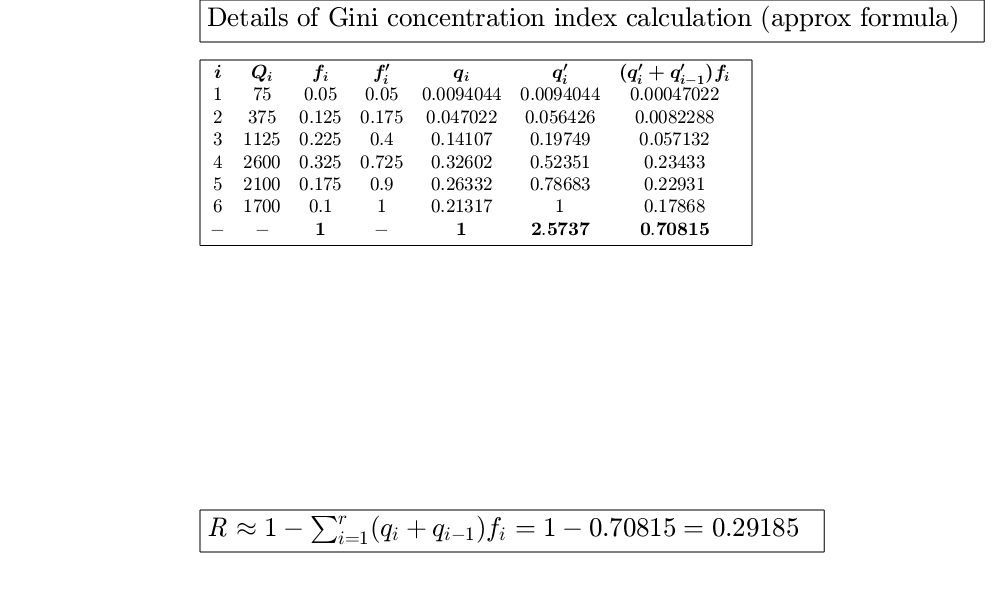 Details of Gini concentration index calculation (approx formula)
i Q_i f_i f′_i q_i q′_i (q′_i + q′_{i−1})f_i
1 75 0.05 0.05 0.0094044 0.0094044 0.00047022
2 375 0.125 0.175 0.047022 0.056426 0.0082288
3 1125 0.225 0.4 0.14107 0.19749 0.057132
4 2600 0.325 0.725 0.32602 0.52351 0.23433
5 2100 0.175 0.9 0.26332 0.78683 0.22931
6 1700 0.1 1 0.21317 1 0.17868
− − 1 − 1 2.5737 0.70815
R ≈ 1 − ∑_{i=1}^{r}(q_i + q_{i−1})f_i = 1 − 0.70815 = 0.29185